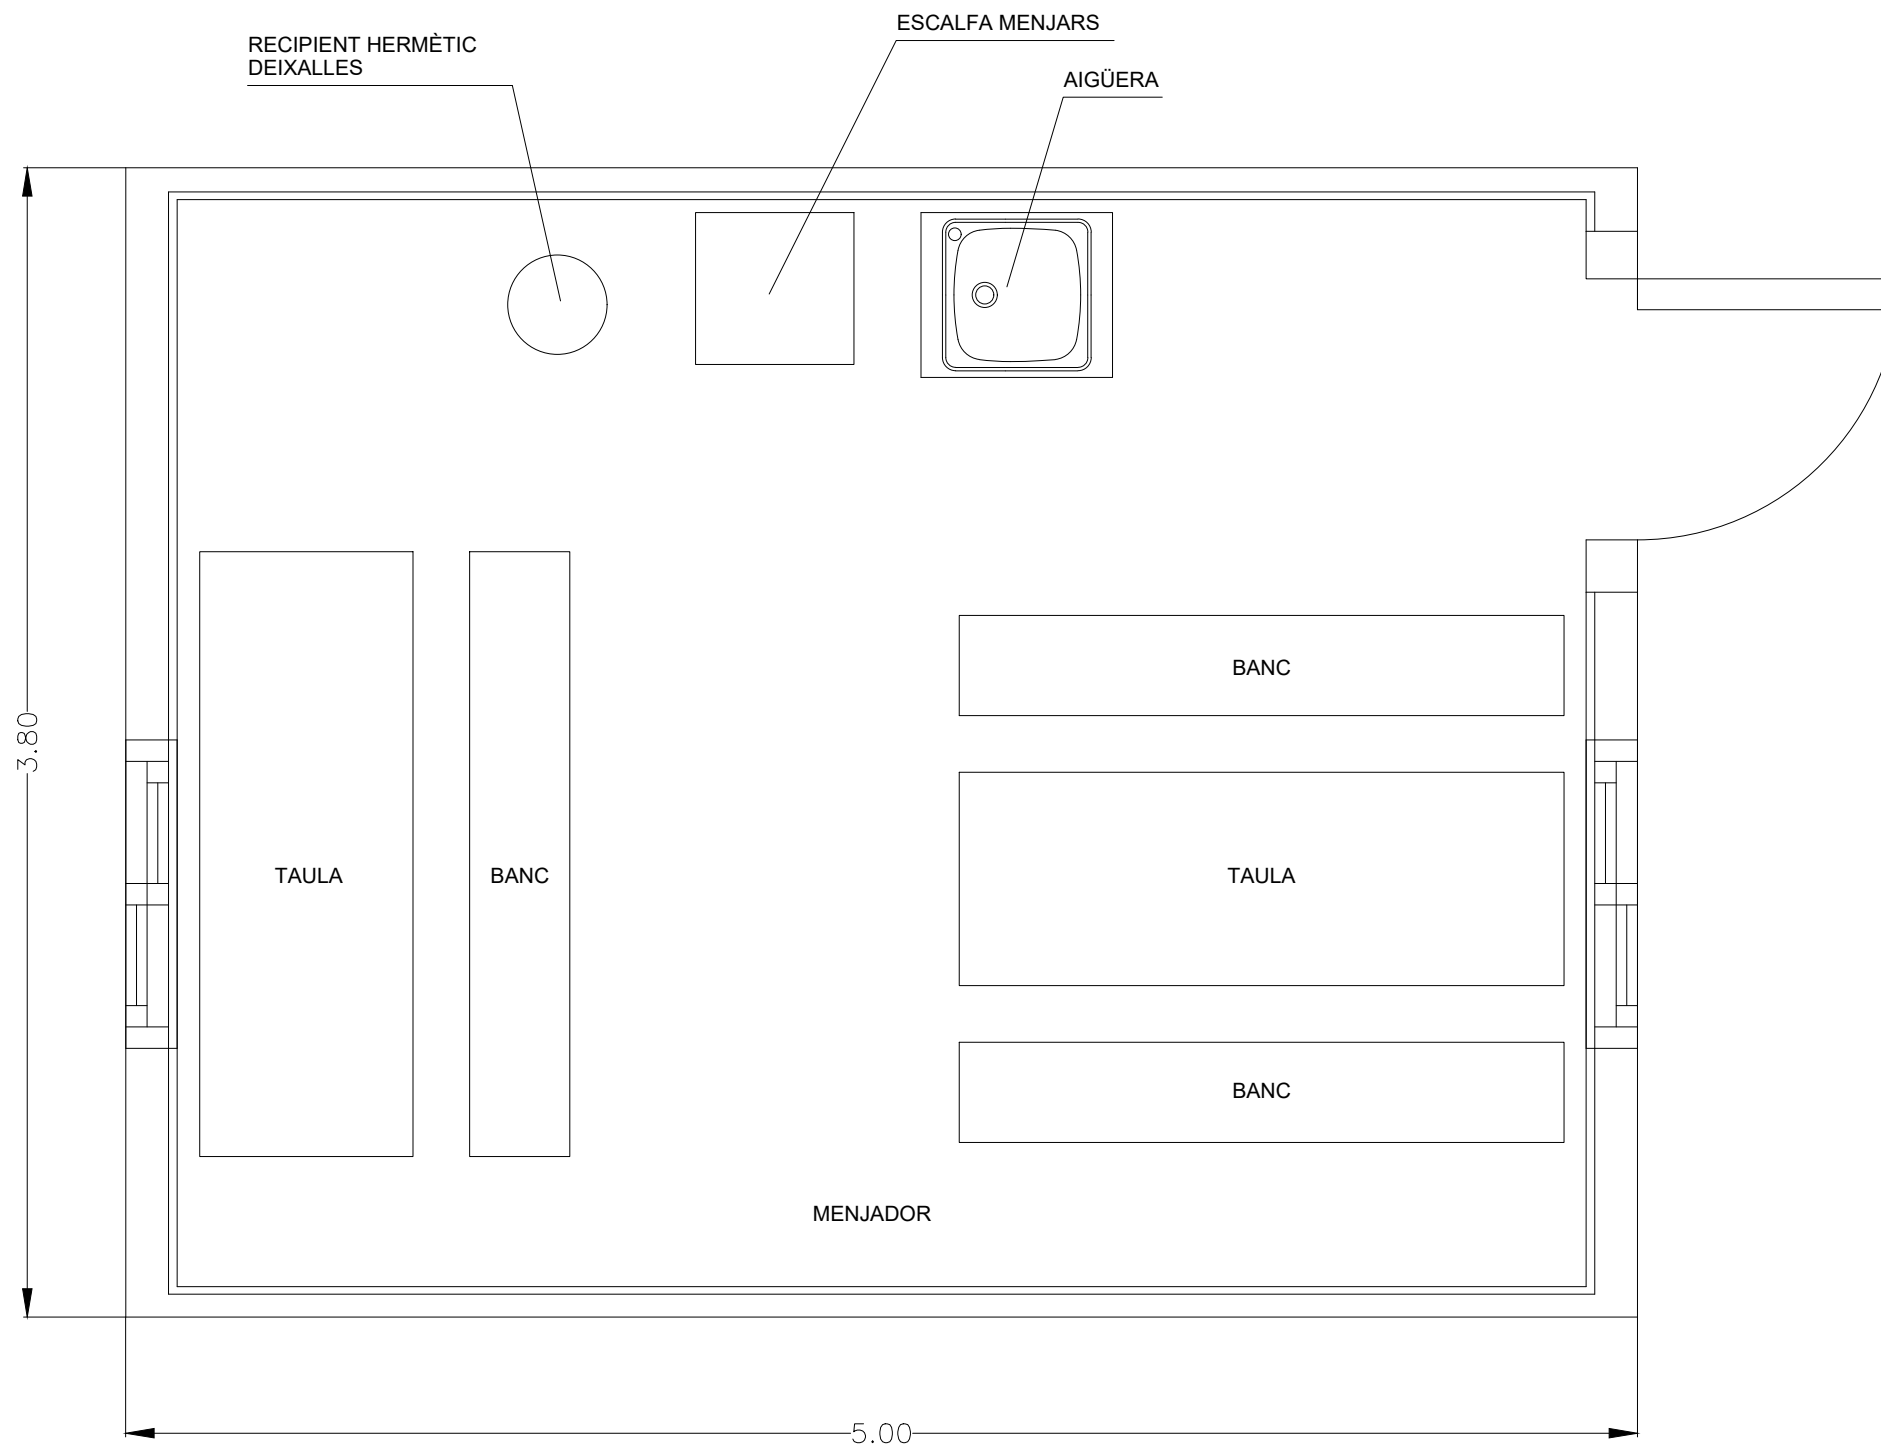 ESCALFA MENJARS
RECIPIENT HERMÈTIC
DEIXALLES
AIGÜERA
BANC
3.80
TAULA
BANC
TAULA
BANC
MENJADOR
5.00